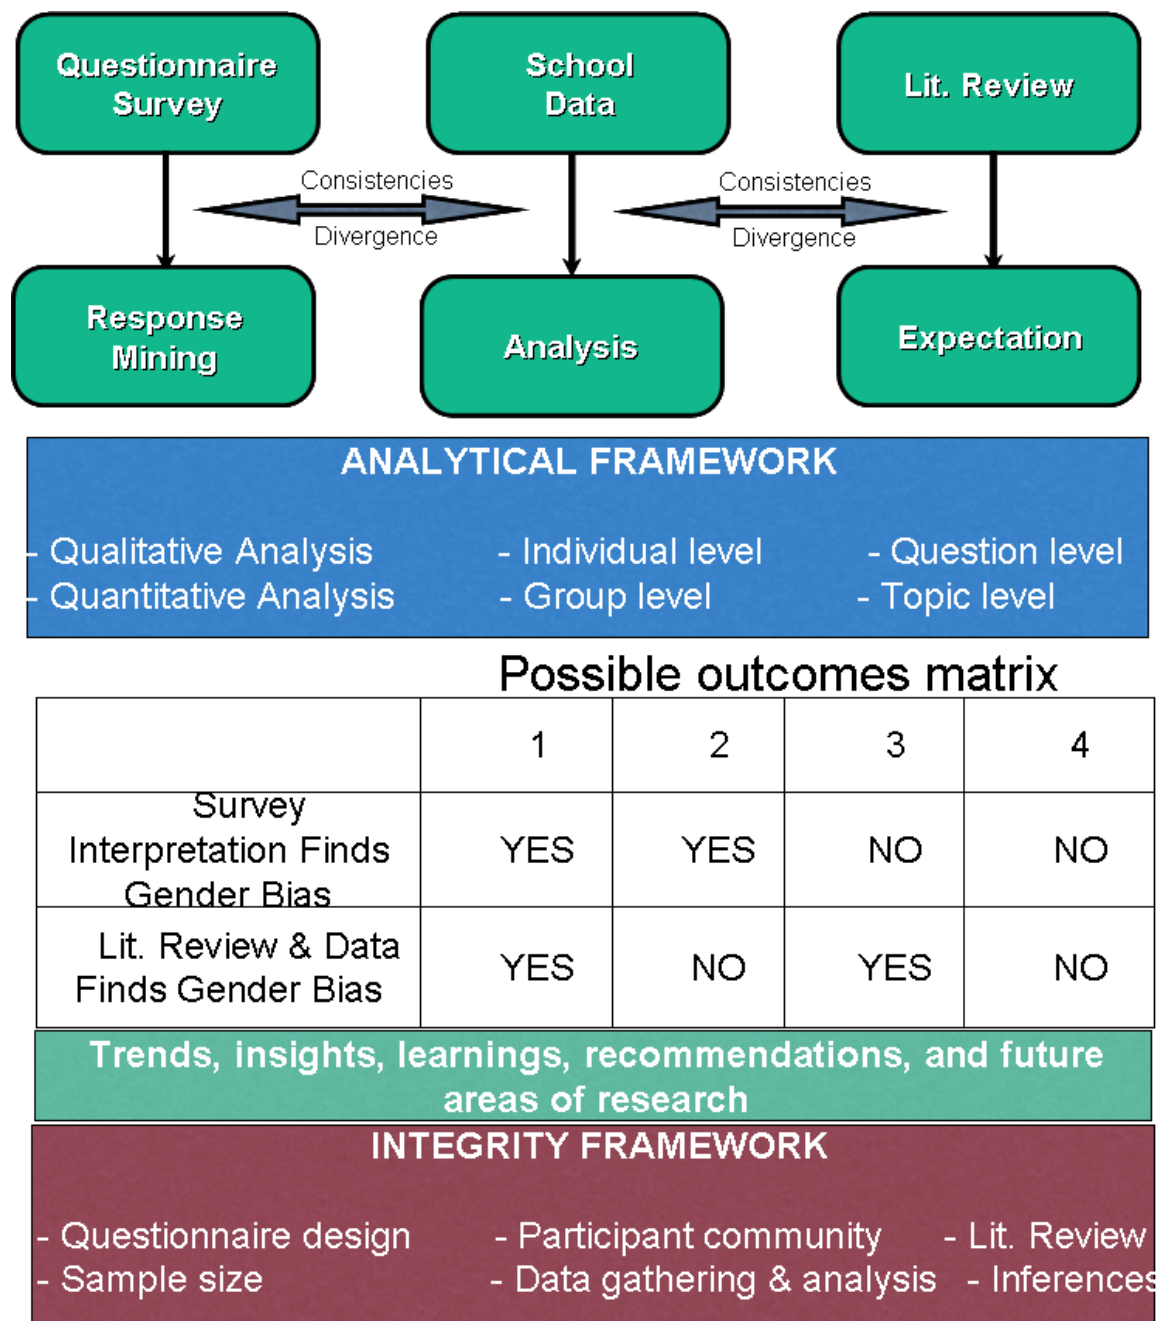 Questionnaire
Survey
School
Data
Lit. Review
Consistencies
Divergence
Consistencies
Divergence
Response
Mining
Analysis
Expectation
ANALYTICAL FRAMEWORK
- Qualitative Analysis - Individual level - Question level
- Quantitative Analysis - Group level - Topic level
Possible outcomes matrix
1 2 3 4
Survey
Interpretation Finds
Gender Bias
YES YES NO NO
Lit. Review & Data
Finds Gender Bias
YES NO YES NO
Trends, insights, learnings, recommendations, and future
areas of research
INTEGRITY FRAMEWORK
- Questionnaire design - Participant community - Lit. Review
- Sample size - Data gathering & analysis - Inferences